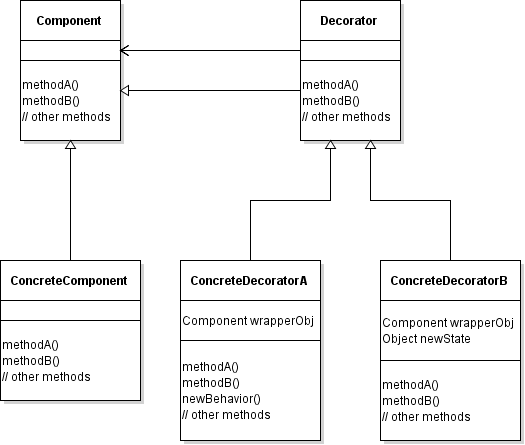 Component
methodA()
methodB()
// other methods
Decorator
methodA()
methodB()
// other methods
ConcreteComponent
methodA()
methodB()
// other methods
ConcreteDecoratorA
Component wrapperObj
methodA()
methodB()
newBehavior()
// other methods
ConcreteDecoratorB
Component wrapperObj
Object newState
methodA()
methodB()
// other methods